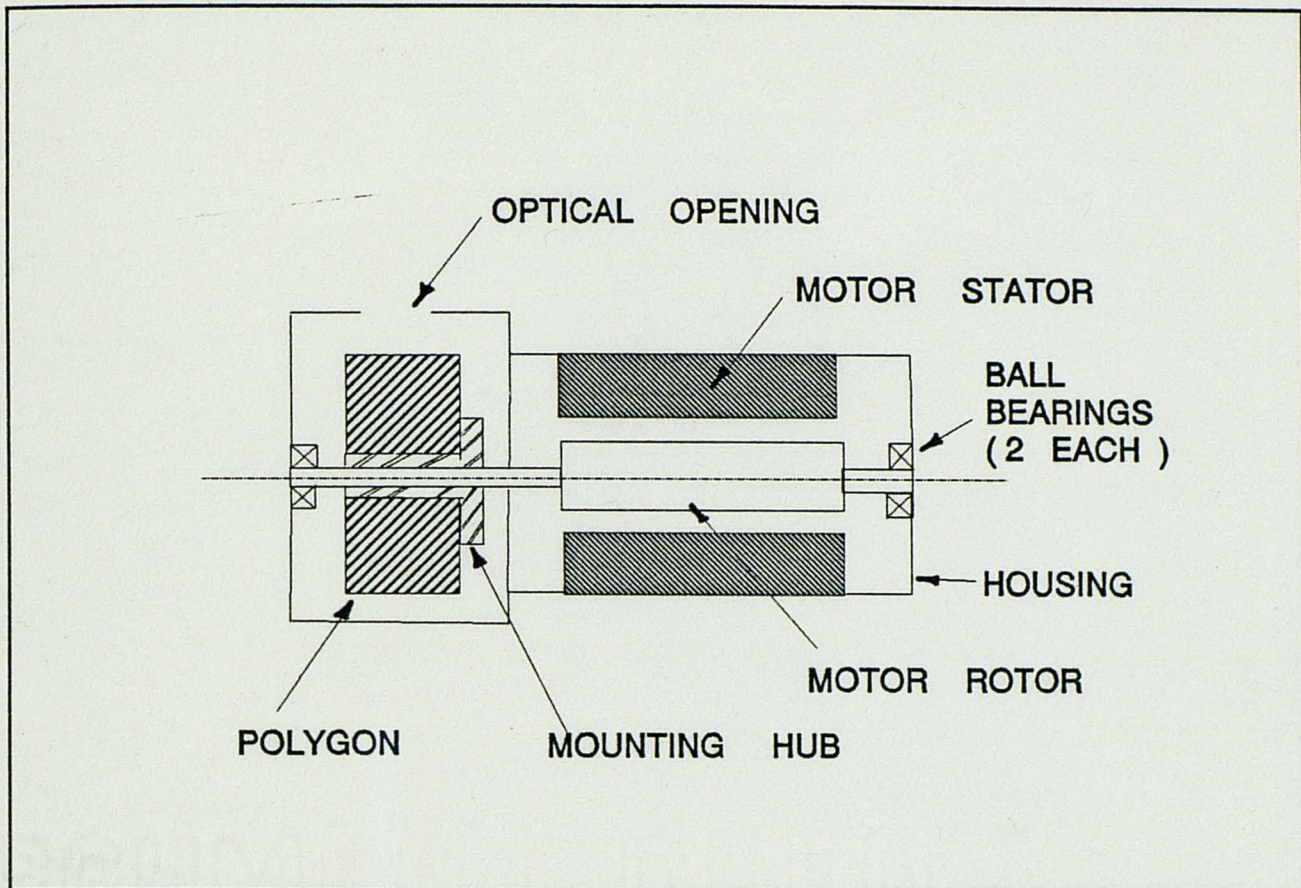 OPTICAL OPENING
MOTOR STATOR
BALL
BEARINGS
( 2 EACH )
HOUSING
MOTOR ROTOR
POLYGON
MOUNTING HUB